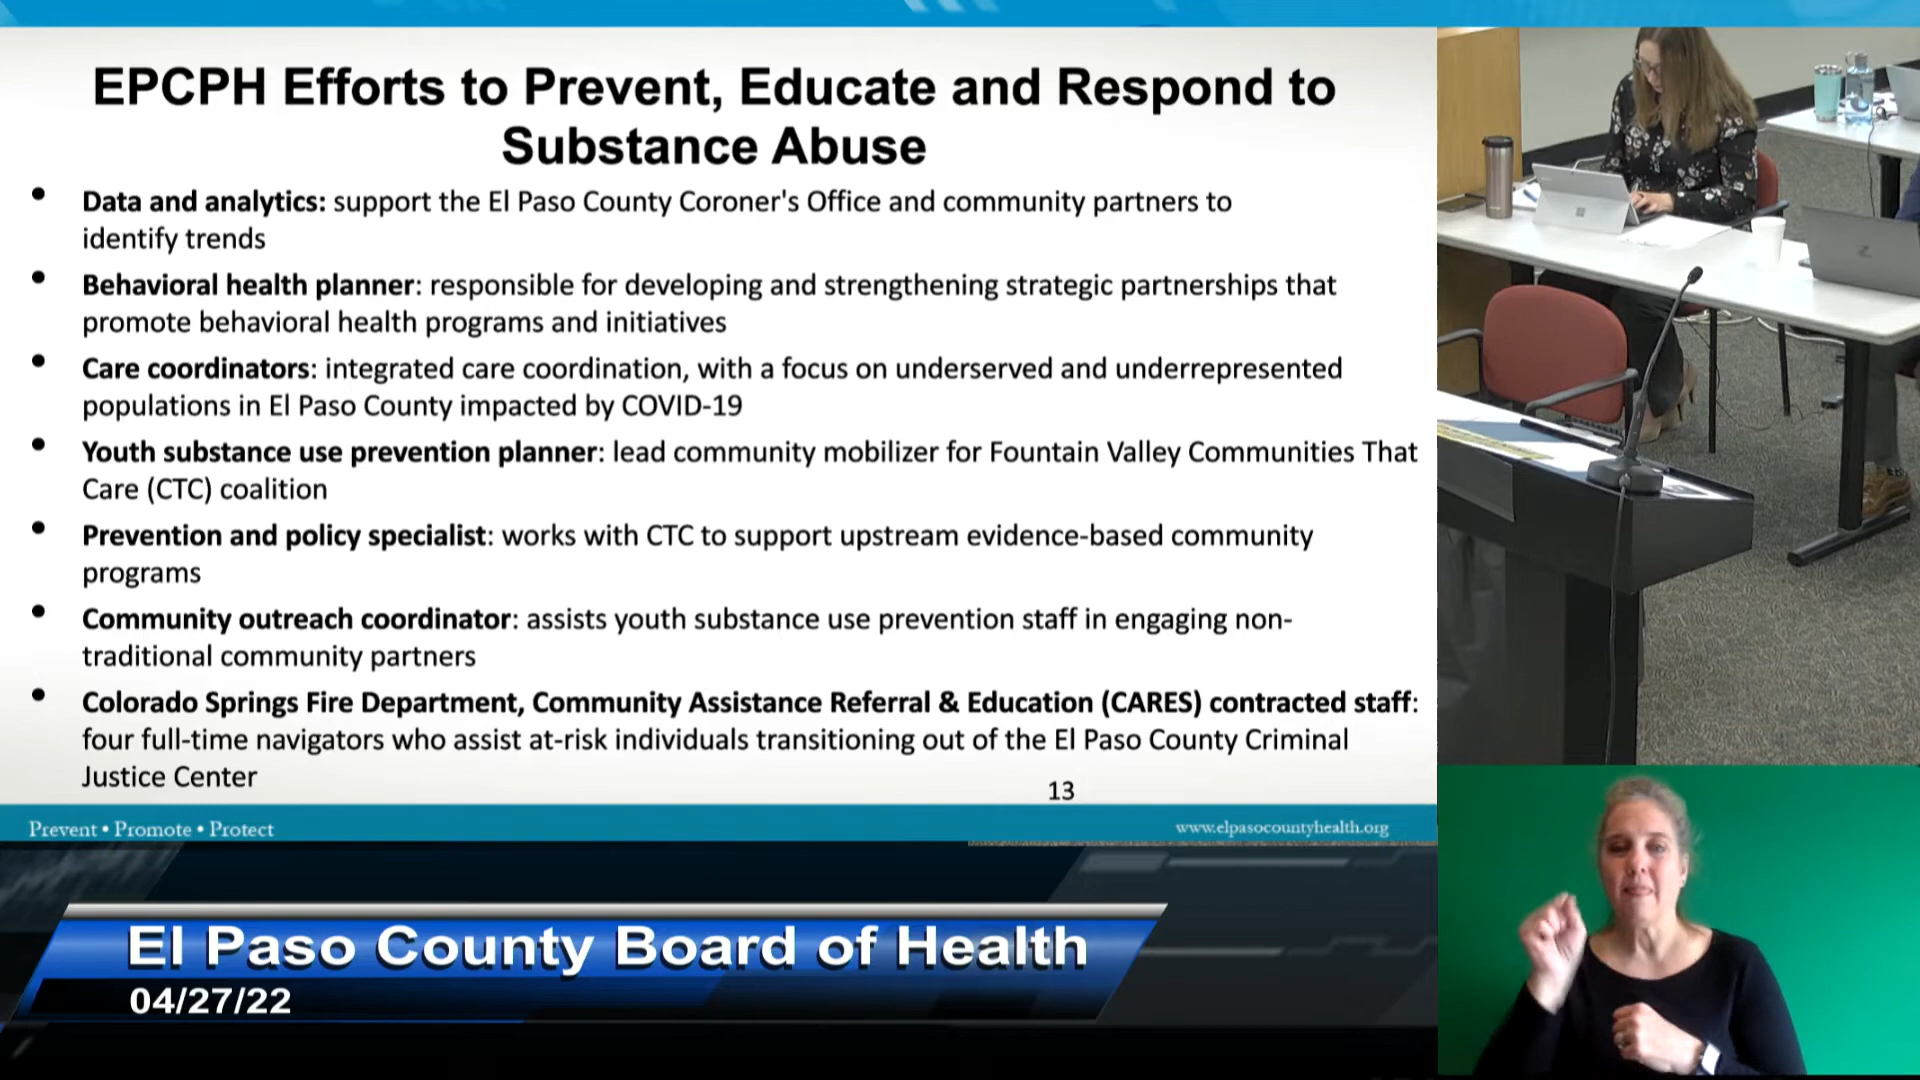 EPCPH Efforts to Prevent, Educate and Respond to
Substance Abuse
• Data and analytics: support the El Paso County Coroner's Office and community partners to
identify trends
• Behavioral health planner: responsible for developing and strengthening strategic partnerships that
promote behavioral health programs and initiatives
• Care coordinators: integrated care coordination, with a focus on underserved and underrepresented
populations in El Paso County impacted by COVID-19
• Youth substance use prevention planner: lead community mobilizer for Fountain Valley Communities That
Care (CTC) coalition
• Prevention and policy specialist: works with CTC to support upstream evidence-based community
programs
• Community outreach coordinator: assists youth substance use prevention staff in engaging non-
traditional community partners
• Colorado Springs Fire Department, Community Assistance Referral & Education (CARES) contracted staff:
four full-time navigators who assist at-risk individuals transitioning out of the El Paso County Criminal
Justice Center
13
Prevent • Promote • Protect
www.elpasocountyhealth.org
El Paso County Board of Health
04/27/22